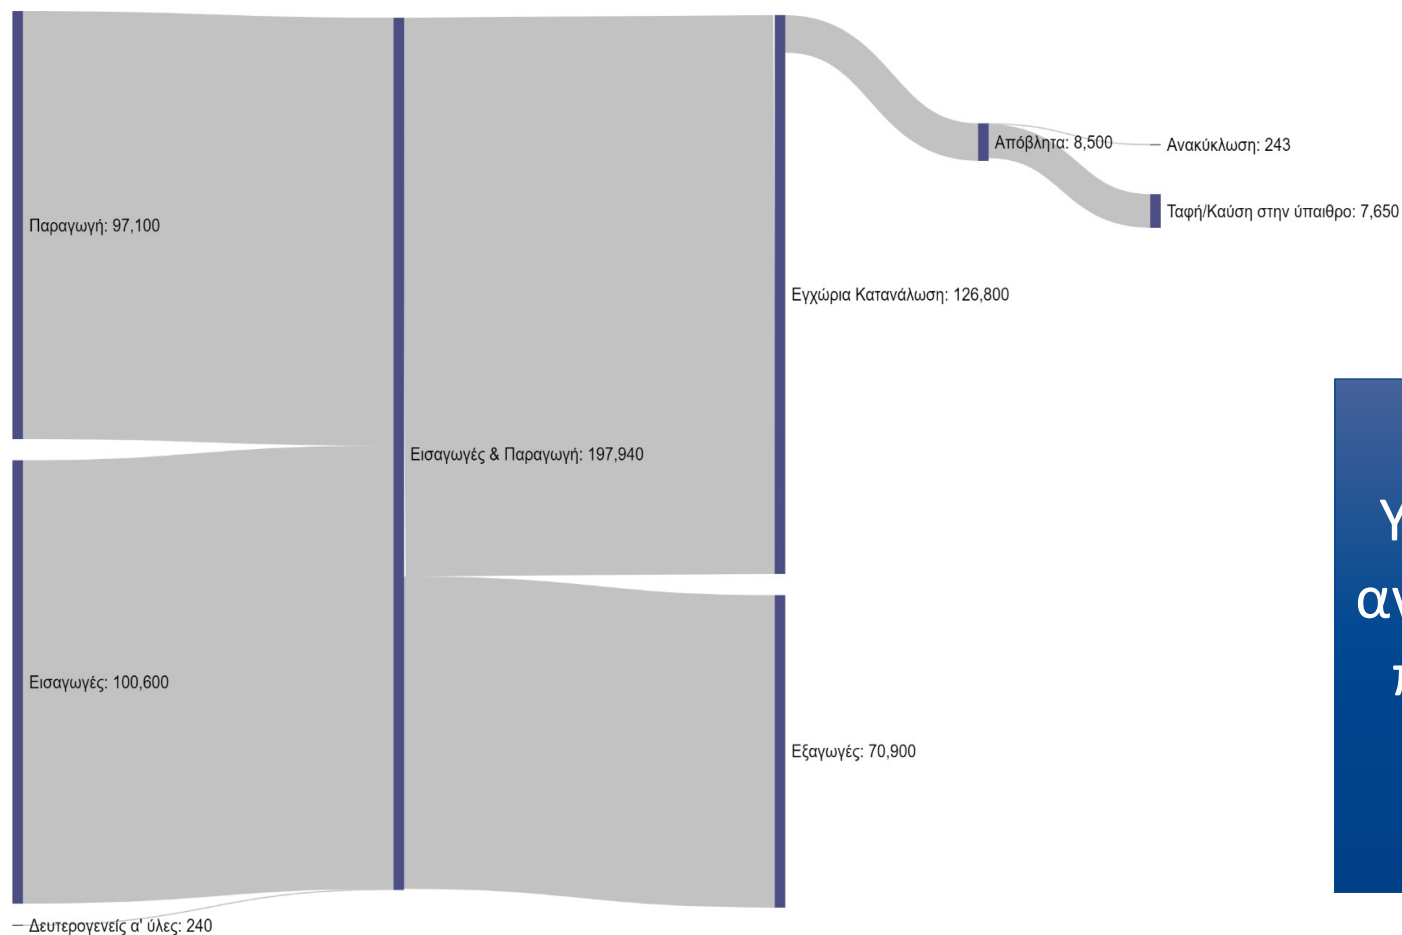 Παραγωγή: 97,100
Εισαγωγές: 100,600
Δευτερογενείς α' ύλες: 240
Εισαγωγές & Παραγωγή: 197,940
Εγχώρια Κατανάλωση: 126,800
Εξαγωγές: 70,900
Απόβλητα: 8,500
Ανακύκλωση: 243
Ταφή/Καύση στην ύπαιθρο: 7,650